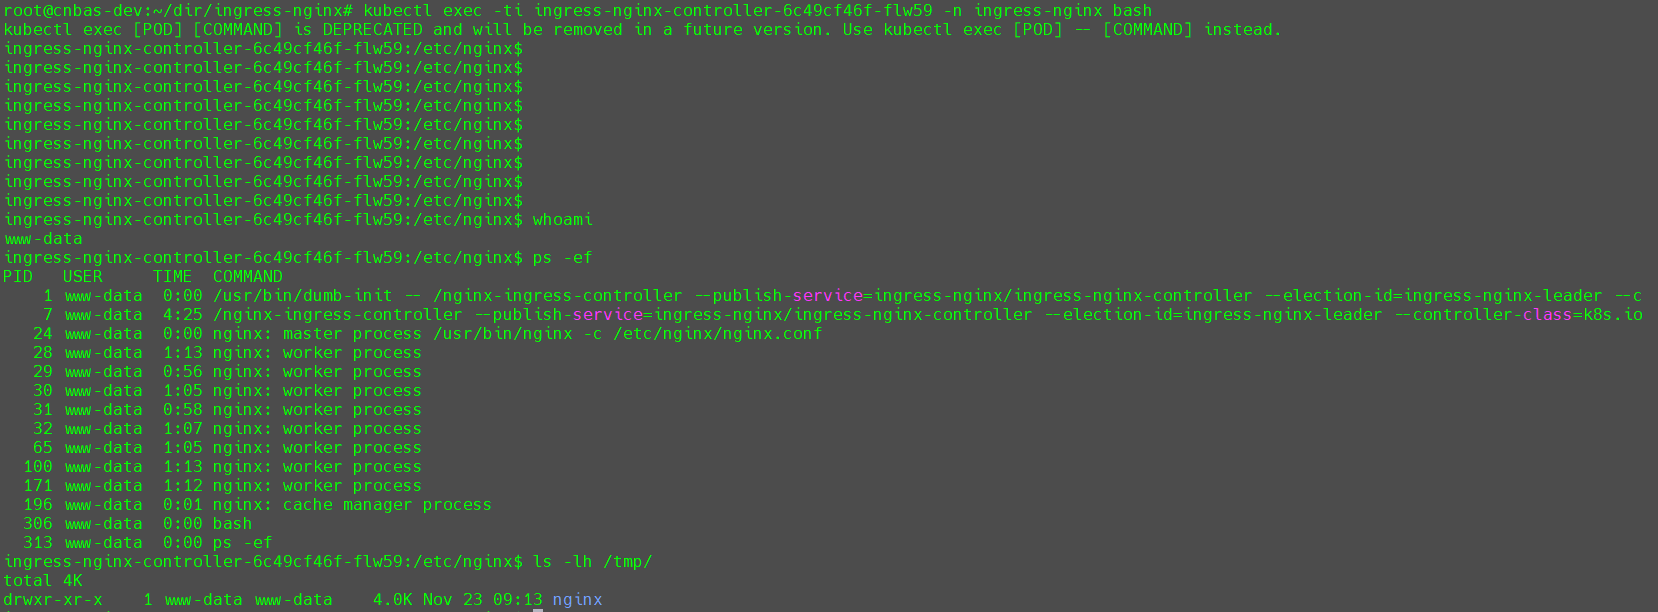 root@cnbas-dev:~/dir/ingress-nginx# kubectl exec -ti ingress-nginx-controller-6c49cf46f-flw59 -n ingress-nginx bash
kubectl exec [POD] [COMMAND] is DEPRECATED and will be removed in a future version. Use kubectl exec [POD] -- [COMMAND] instead.
ingress-nginx-controller-6c49cf46f-flw59:/etc/nginx$
ingress-nginx-controller-6c49cf46f-flw59:/etc/nginx$
ingress-nginx-controller-6c49cf46f-flw59:/etc/nginx$
ingress-nginx-controller-6c49cf46f-flw59:/etc/nginx$
ingress-nginx-controller-6c49cf46f-flw59:/etc/nginx$
ingress-nginx-controller-6c49cf46f-flw59:/etc/nginx$
ingress-nginx-controller-6c49cf46f-flw59:/etc/nginx$
ingress-nginx-controller-6c49cf46f-flw59:/etc/nginx$
ingress-nginx-controller-6c49cf46f-flw59:/etc/nginx$
ingress-nginx-controller-6c49cf46f-flw59:/etc/nginx$ whoami
www-data
ingress-nginx-controller-6c49cf46f-flw59:/etc/nginx$ ps -ef
PID   USER     TIME  COMMAND
    1 www-data  0:00 /usr/bin/dumb-init -- /nginx-ingress-controller --publish-service=ingress-nginx/ingress-nginx-controller --election-id=ingress-nginx-leader --c
    7 www-data  4:25 /nginx-ingress-controller --publish-service=ingress-nginx/ingress-nginx-controller --election-id=ingress-nginx-leader --controller-class=k8s.io
   24 www-data  0:00 nginx: master process /usr/bin/nginx -c /etc/nginx/nginx.conf
   28 www-data  1:13 nginx: worker process
   29 www-data  0:56 nginx: worker process
   30 www-data  1:05 nginx: worker process
   31 www-data  0:58 nginx: worker process
   32 www-data  1:07 nginx: worker process
   65 www-data  1:05 nginx: worker process
  100 www-data  1:13 nginx: worker process
  171 www-data  1:12 nginx: worker process
  196 www-data  0:01 nginx: cache manager process
  306 www-data  0:00 bash
  313 www-data  0:00 ps -ef
ingress-nginx-controller-6c49cf46f-flw59:/etc/nginx$ ls -lh /tmp/
total 4K
drwxr-xr-x    1 www-data www-data    4.0K Nov 23 09:13 nginx